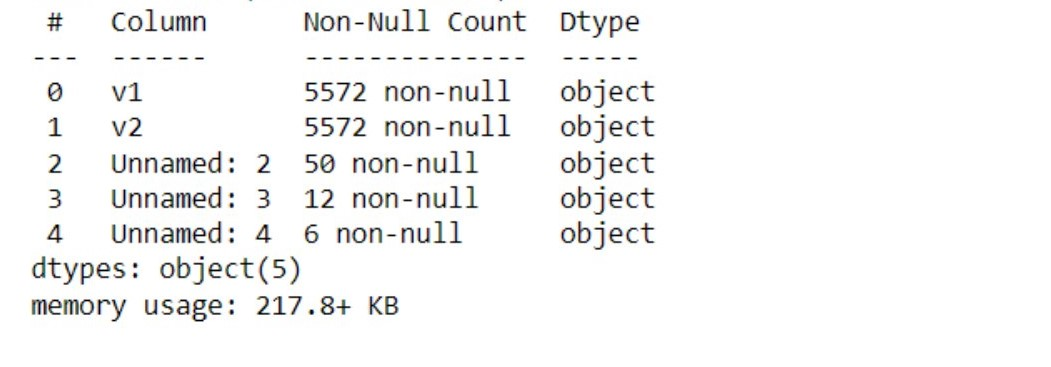 #   Column      Non-Null Count  Dtype
---  ------      --------------  -----
0   v1          5572 non-null   object
1   v2          5572 non-null   object
2   Unnamed: 2  50 non-null     object
3   Unnamed: 3  12 non-null     object
4   Unnamed: 4  6 non-null      object
dtypes: object(5)
memory usage: 217.8+ KB